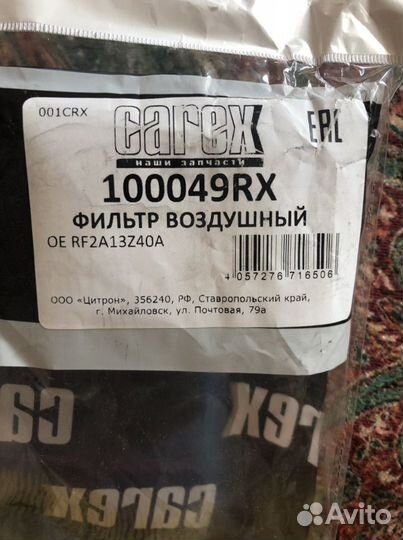 001CRX
carex
EAC
наши запчасти
100049RX
ФИЛЬТР ВОЗДУШНЫЙ
OE RF2A13Z40A
4 057276 716506
ООО «Цитрон», 356240, РФ, Ставропольский край,
г. Михайловск, ул. Почтовая, 79а
carex
carex
carex
Avito